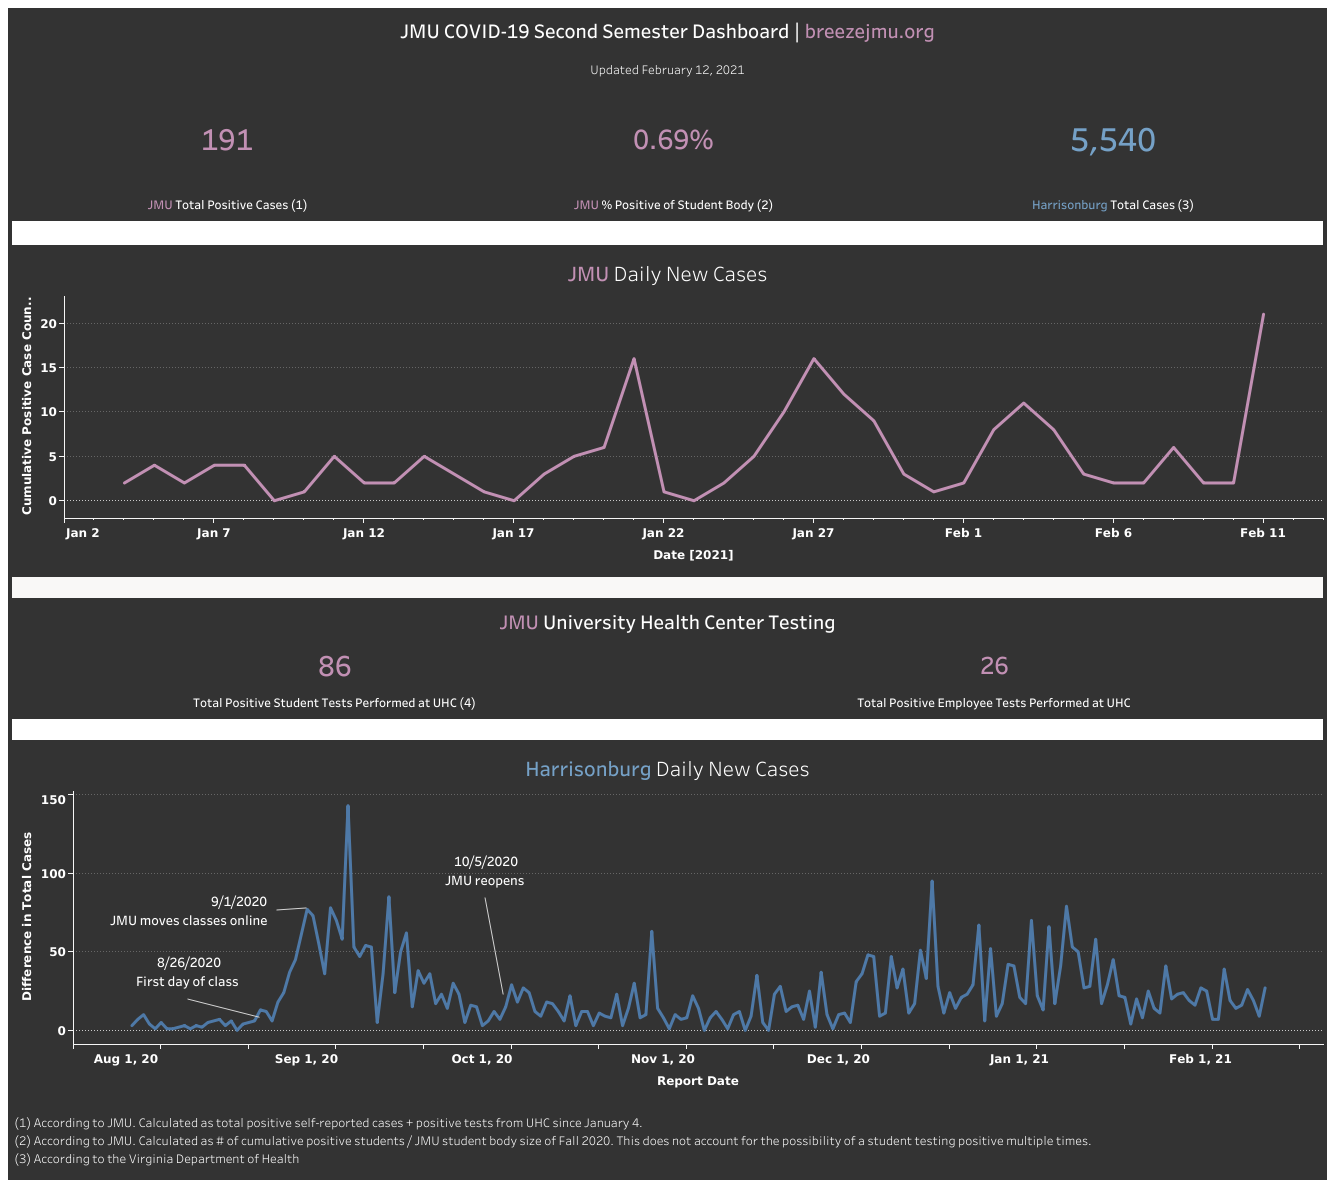 JMU COVID-19 Second Semester Dashboard | breezejmu.org
Updated February 12, 2021
191
0.69%
5,540
JMU Total Positive Cases (1)
JMU % Positive of Student Body (2)
Harrisonburg Total Cases (3)
JMU Daily New Cases
Cumulative Positive Case Coun..
20
15
10
5
0
Jan 2
Jan 7
Jan 12
Jan 17
Jan 22
Jan 27
Feb 1
Feb 6
Feb 11
Date [2021]
JMU University Health Center Testing
86
26
Total Positive Student Tests Performed at UHC (4)
Total Positive Employee Tests Performed at UHC
Harrisonburg Daily New Cases
Difference in Total Cases
150
100
50
0
10/5/2020
JMU reopens
9/1/2020
JMU moves classes online
8/26/2020
First day of class
Aug 1, 20
Sep 1, 20
Oct 1, 20
Nov 1, 20
Dec 1, 20
Jan 1, 21
Feb 1, 21
Report Date
(1) According to JMU. Calculated as total positive self-reported cases + positive tests from UHC since January 4.
(2) According to JMU. Calculated as # of cumulative positive students / JMU student body size of Fall 2020. This does not account for the possibility of a student testing positive multiple times.
(3) According to the Virginia Department of Health